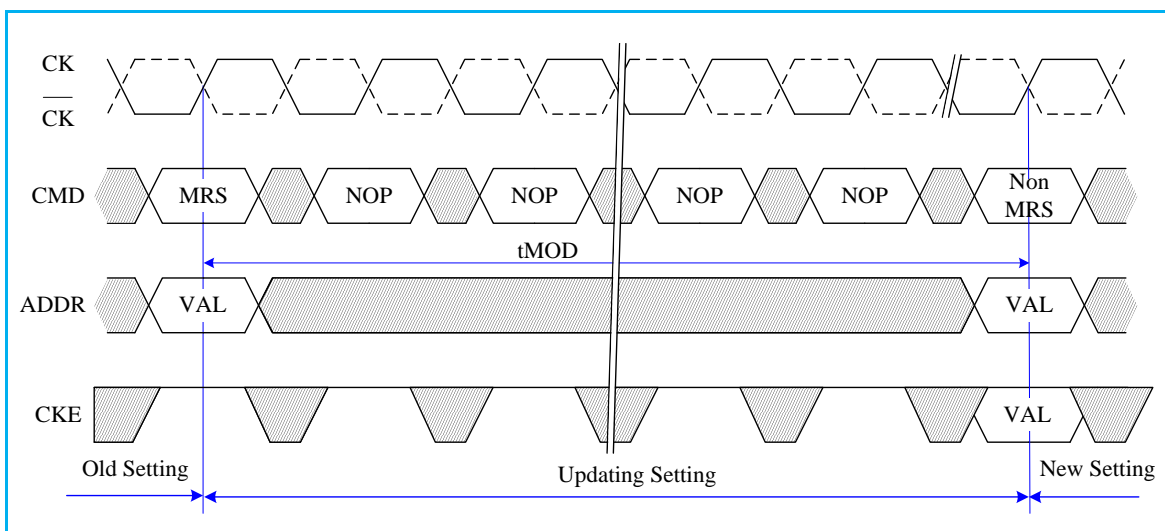 CK
CK
CMD
MRS
NOP
NOP
NOP
NOP
Non
MRS
tMOD
ADDR
VAL
VAL
CKE
VAL
Old Setting
Updating Setting
New Setting